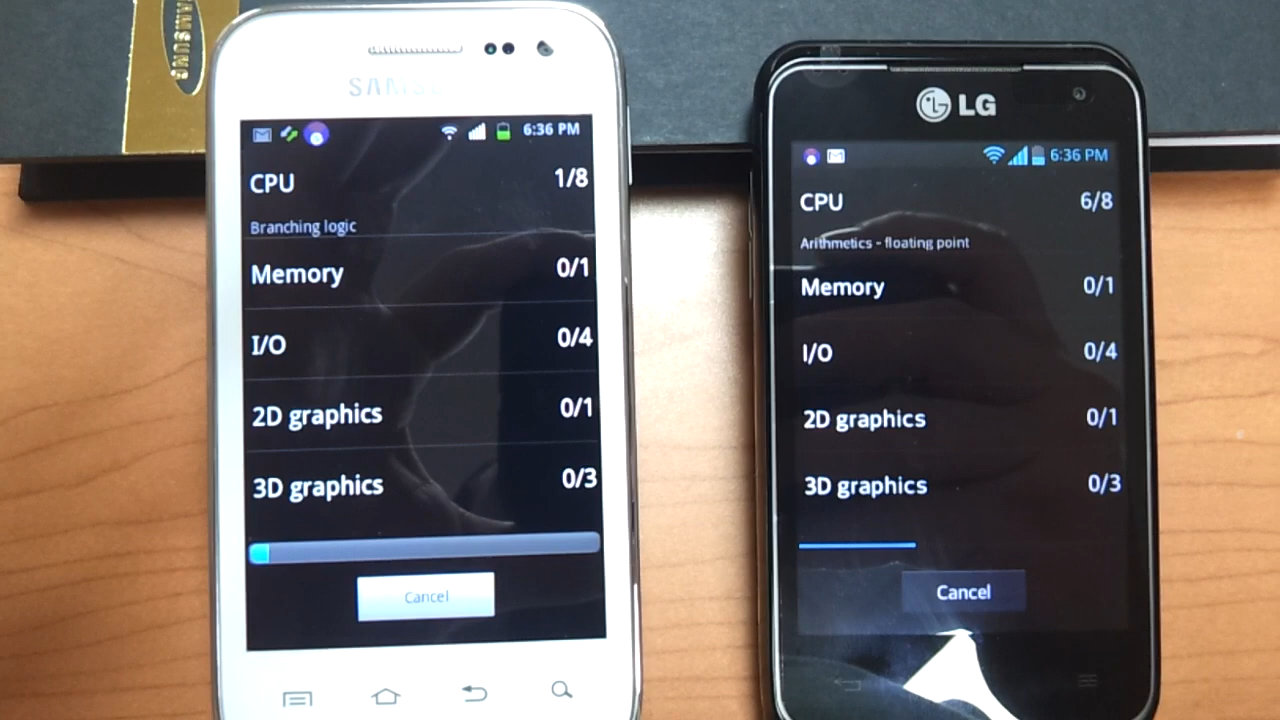 SAMSUNG
SAMSUNG
6:36 PM
CPU 1/8
Branching logic
Memory 0/1
I/O 0/4
2D graphics 0/1
3D graphics 0/3
Cancel
LG
6:36 PM
CPU 6/8
Arithmetics - floating point
Memory 0/1
I/O 0/4
2D graphics 0/1
3D graphics 0/3
Cancel